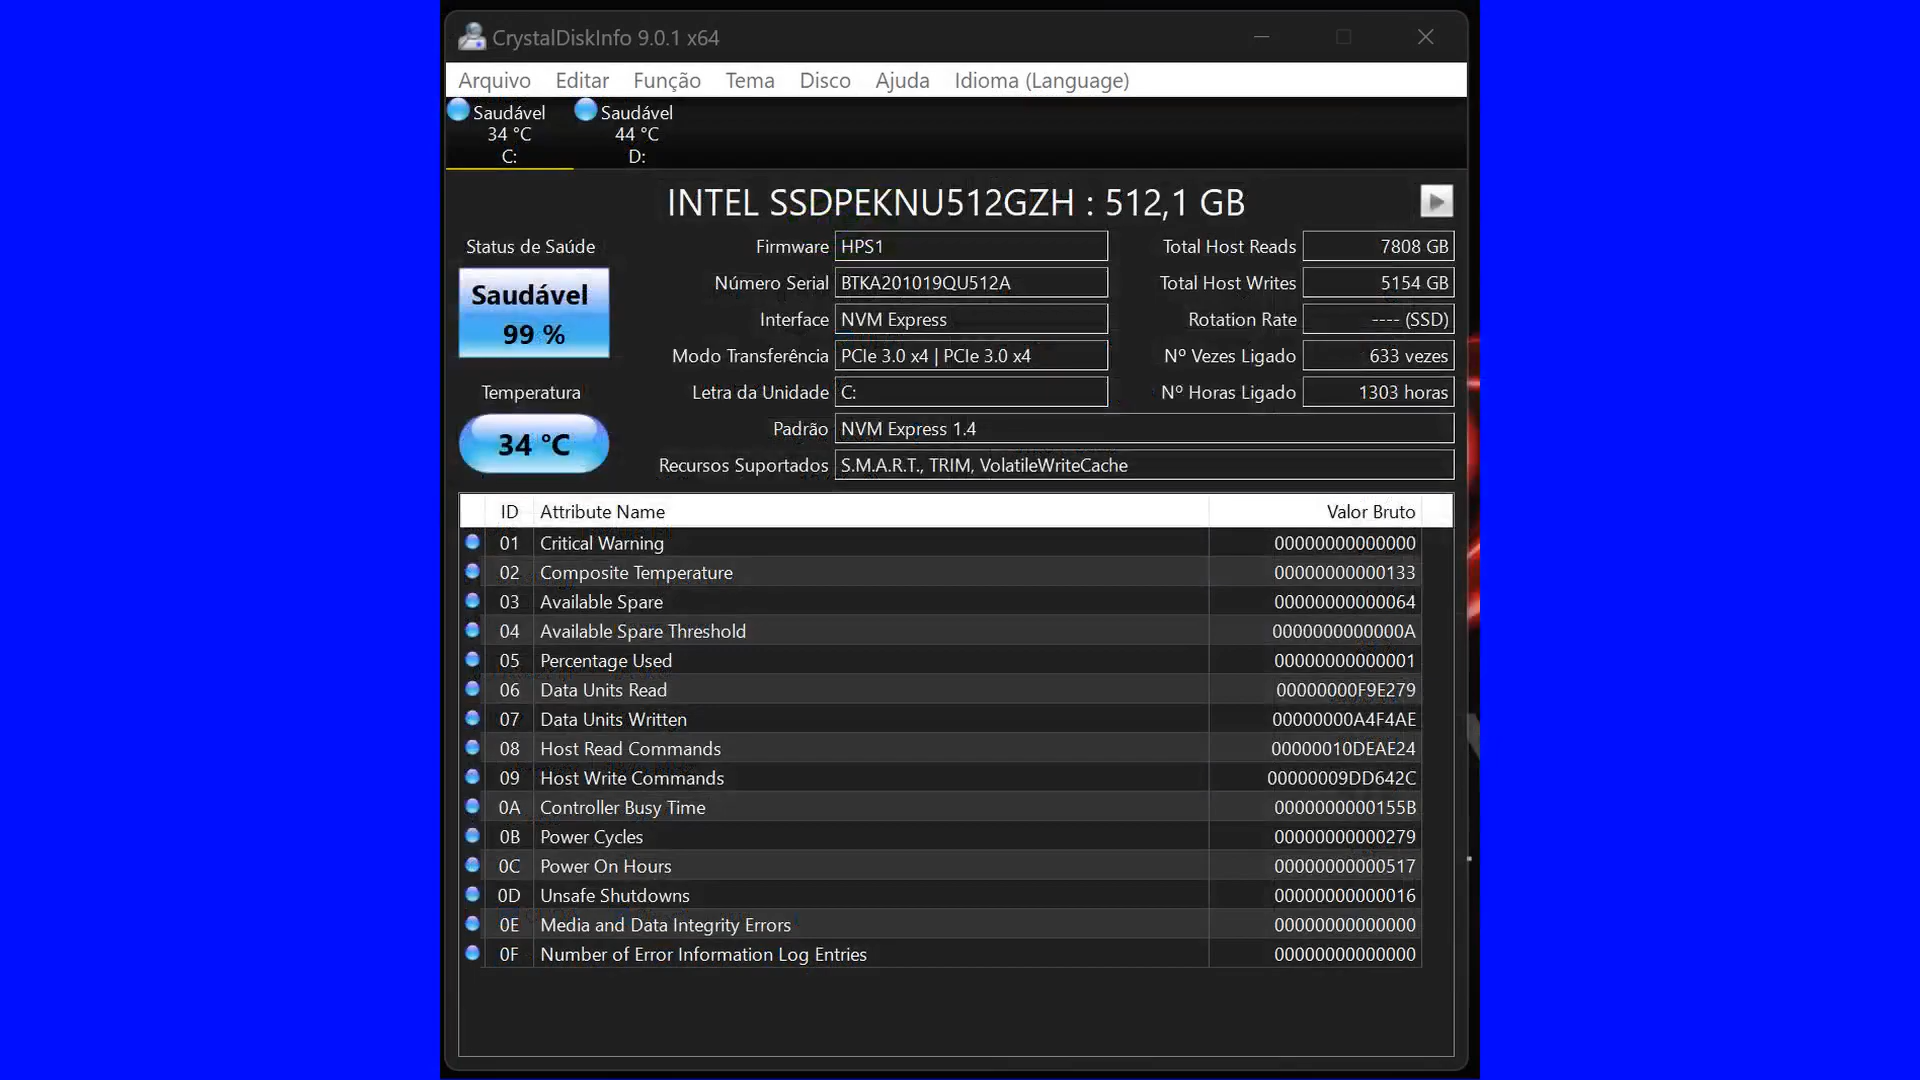 CrystalDiskInfo 9.0.1 x64
Arquivo Editar Função Tema Disco Ajuda Idioma (Language)
Saudável Saudável
34 °C 44 °C
C: D:
INTEL SSDPEKNU512GZH : 512,1 GB
Status de Saúde
Saudável
99 %
Temperatura
34 °C
Firmware HPS1
Número Serial BTKA201019QU512A
Interface NVM Express
Modo Transferência PCIe 3.0 x4 | PCIe 3.0 x4
Letra da Unidade C:
Padrão NVM Express 1.4
Recursos Suportados S.M.A.R.T., TRIM, VolatileWriteCache
Total Host Reads 7808 GB
Total Host Writes 5154 GB
Rotation Rate ---- (SSD)
Nº Vezes Ligado 633 vezes
Nº Horas Ligado 1303 horas
ID Attribute Name Valor Bruto
01 Critical Warning 00000000000000
02 Composite Temperature 00000000000133
03 Available Spare 00000000000064
04 Available Spare Threshold 0000000000000A
05 Percentage Used 00000000000001
06 Data Units Read 00000000F9E279
07 Data Units Written 00000000A4F4AE
08 Host Read Commands 00000010DEAE24
09 Host Write Commands 00000009DD642C
0A Controller Busy Time 0000000000155B
0B Power Cycles 00000000000279
0C Power On Hours 00000000000517
0D Unsafe Shutdowns 00000000000016
0E Media and Data Integrity Errors 00000000000000
0F Number of Error Information Log Entries 00000000000000